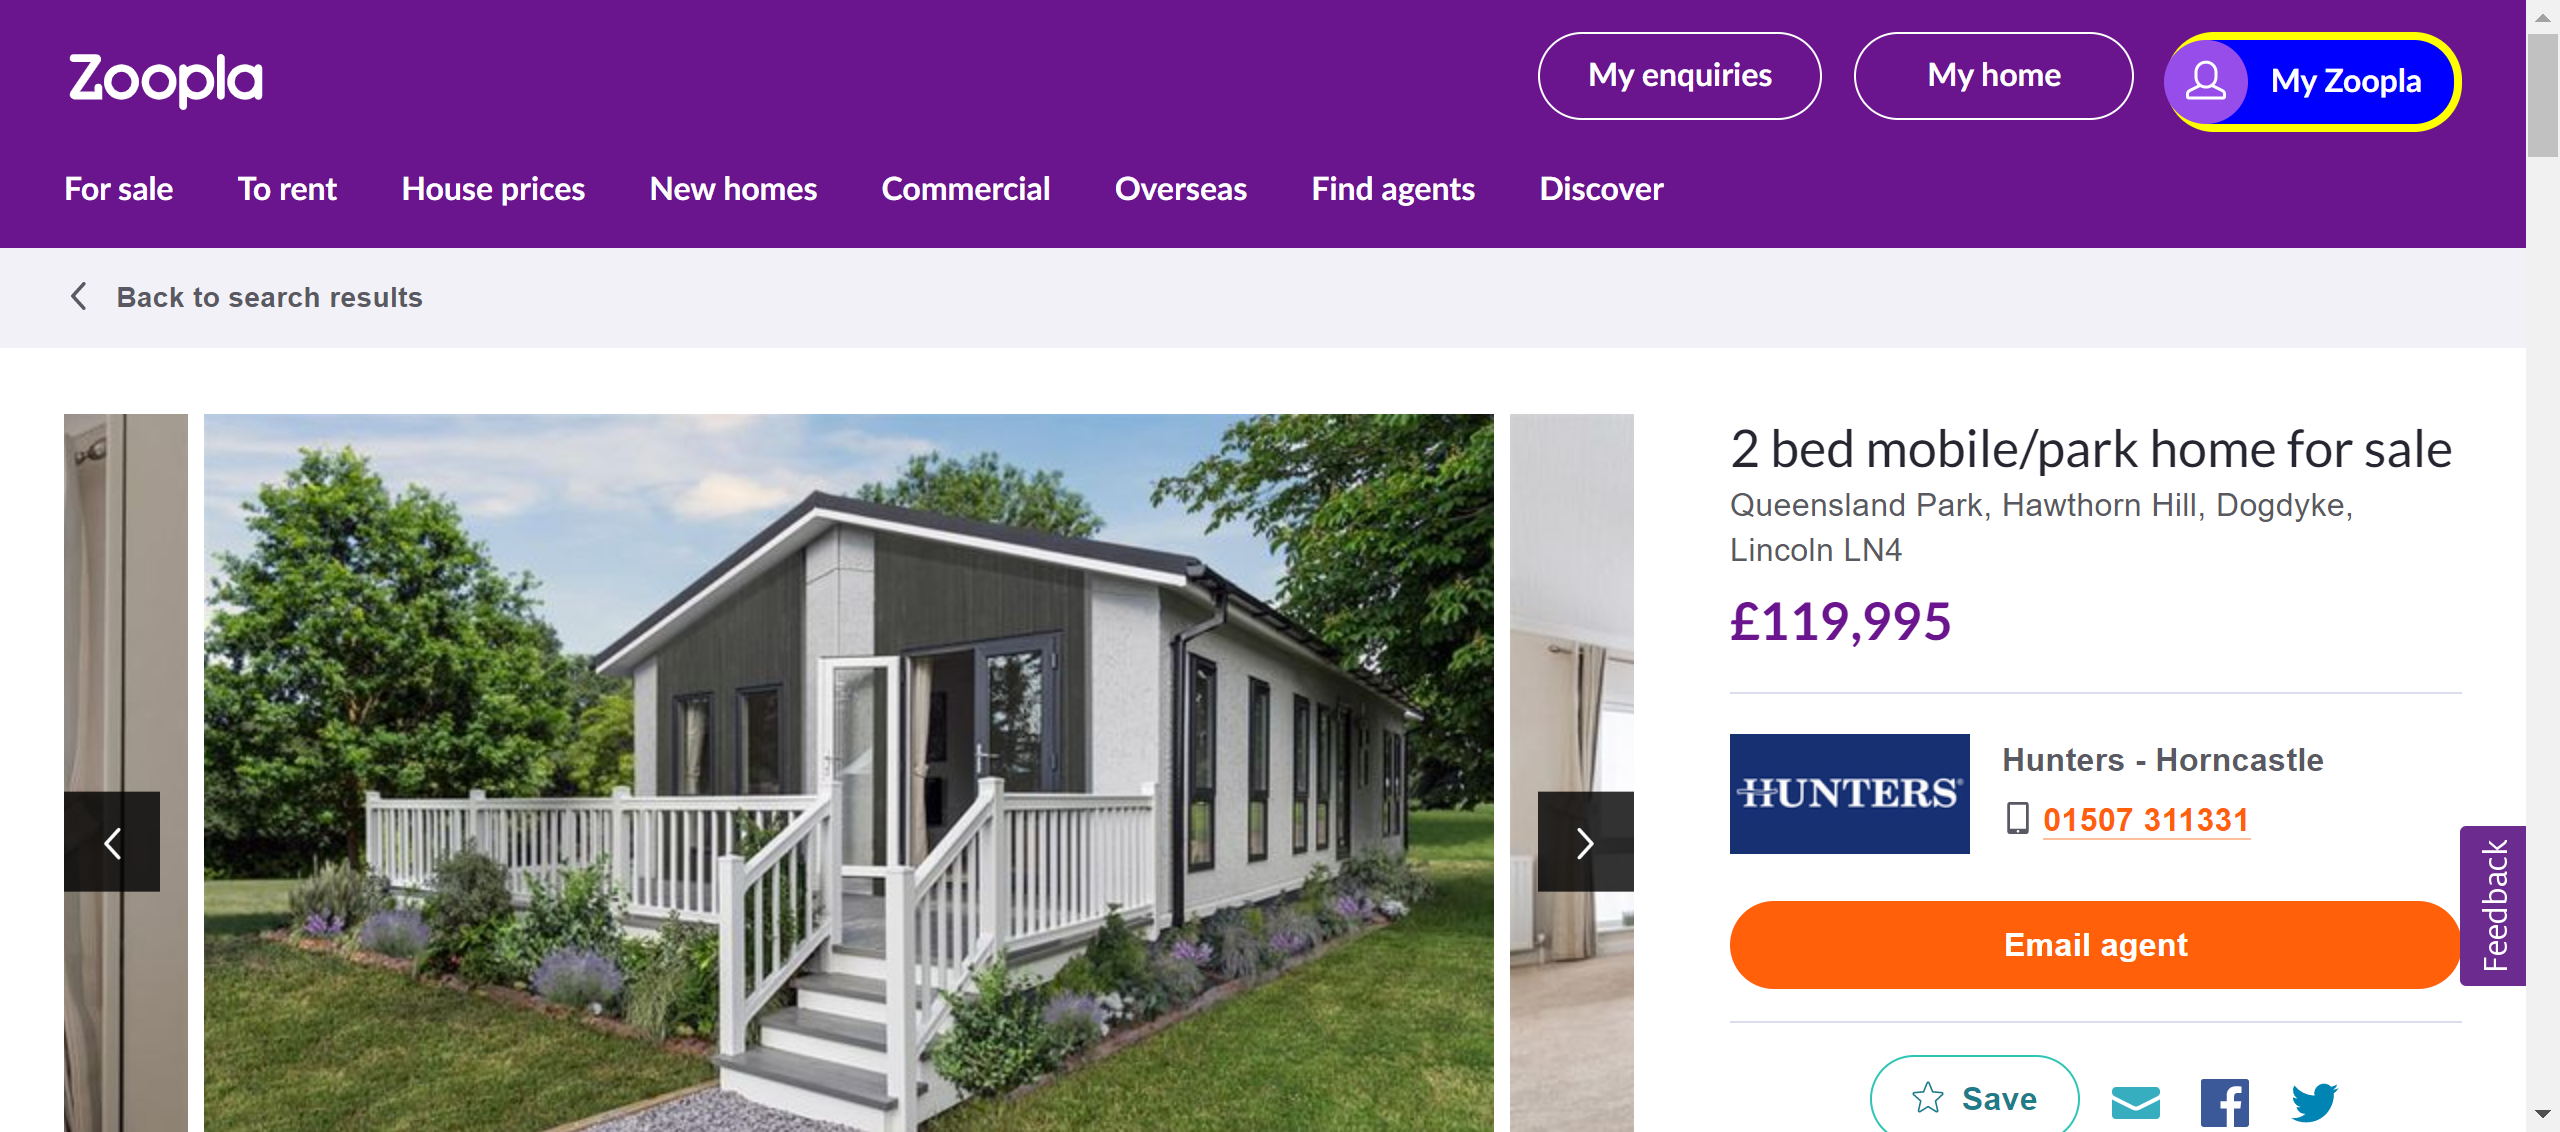 Zoopla
My enquiries
My home
My Zoopla
For sale
To rent
House prices
New homes
Commercial
Overseas
Find agents
Discover
Back to search results
2 bed mobile/park home for sale
Queensland Park, Hawthorn Hill, Dogdyke,
Lincoln LN4
£119,995
HUNTERS®
Hunters - Horncastle
01507 311331
Feedback
Email agent
Save